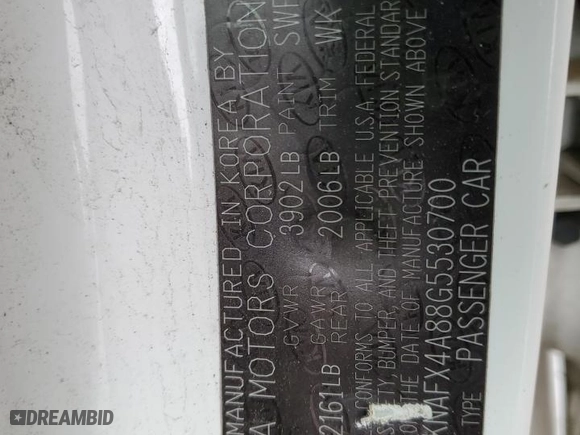 MANUFACTURED IN KOREA BY
A MOTORS CORPORATION
GVWR 3902LB PAINT SWP
2161LB GAWR REAR 2006LB TRIM WK
CONFORMS TO ALL APPLICABLE U.S.A. FEDERAL
BUMPER, AND THEFT PREVENTION STANDAR
THE DATE OF MANUFACTURE SHOWN ABOVE
KNAFX4A88G5530700
TYPE PASSENGER CAR
DREAMBID